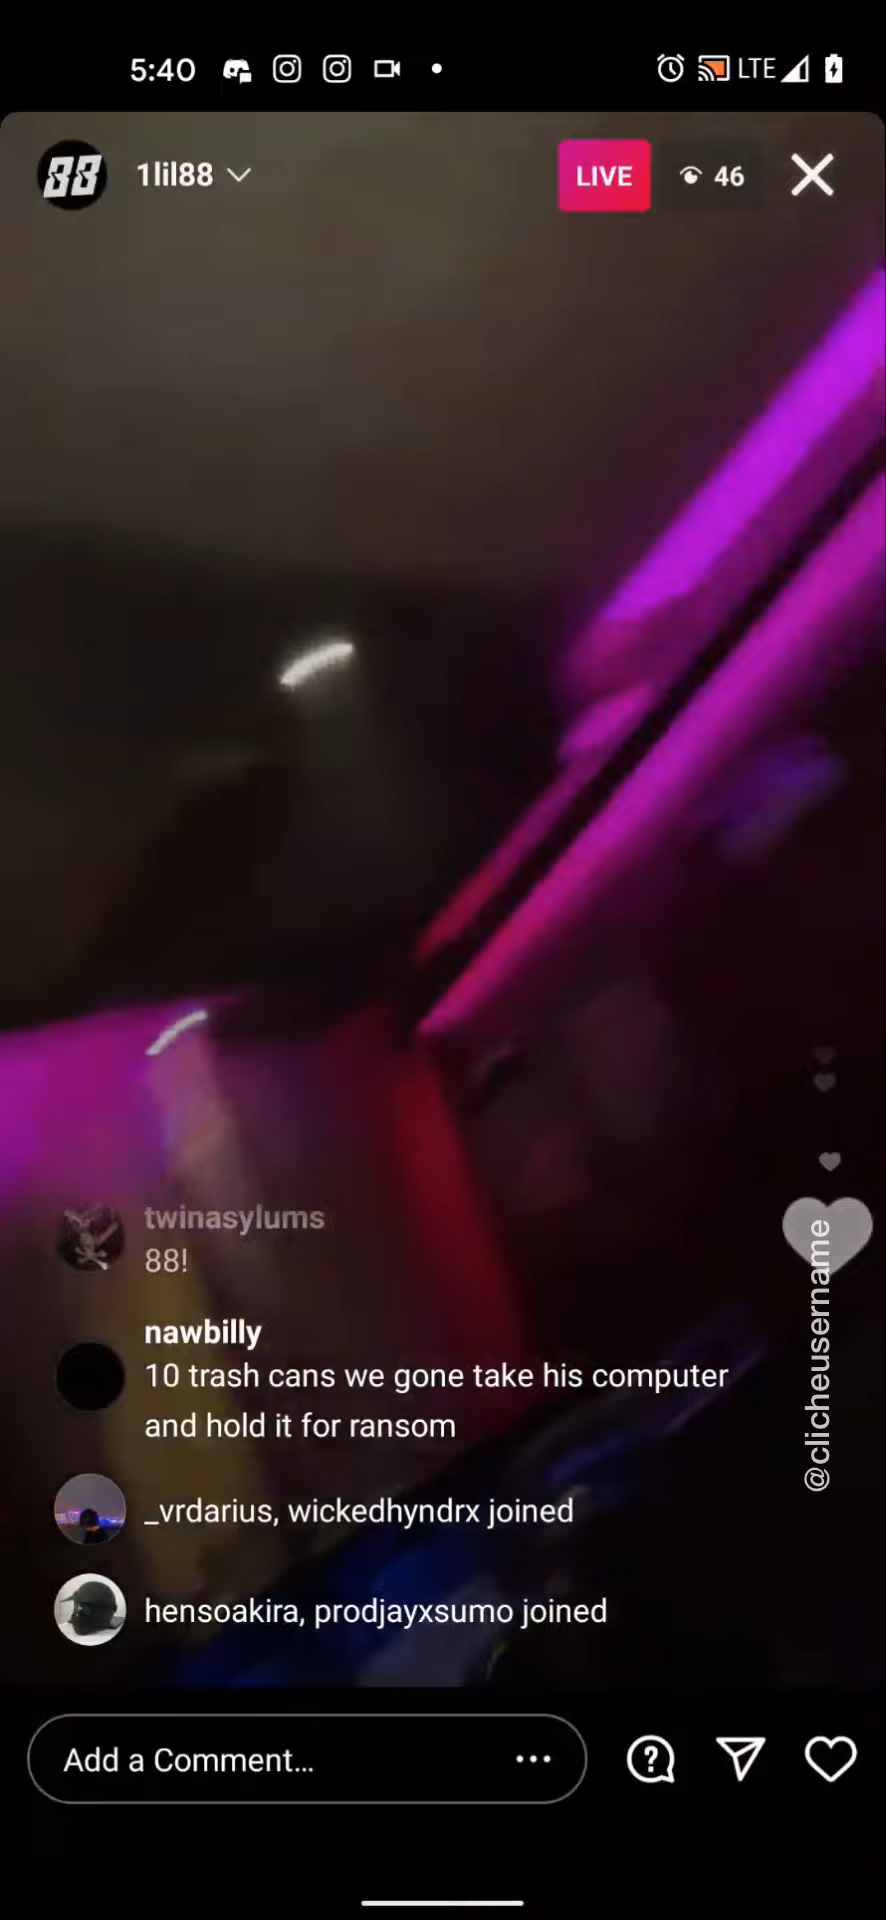 5:40
LTE
88
1lil88
LIVE
46
twinasylums
88!
nawbilly
10 trash cans we gone take his computer
and hold it for ransom
_vrdarius, wickedhyndrx joined
hensoakira, prodjayxsumo joined
@clicheusername
Add a Comment...